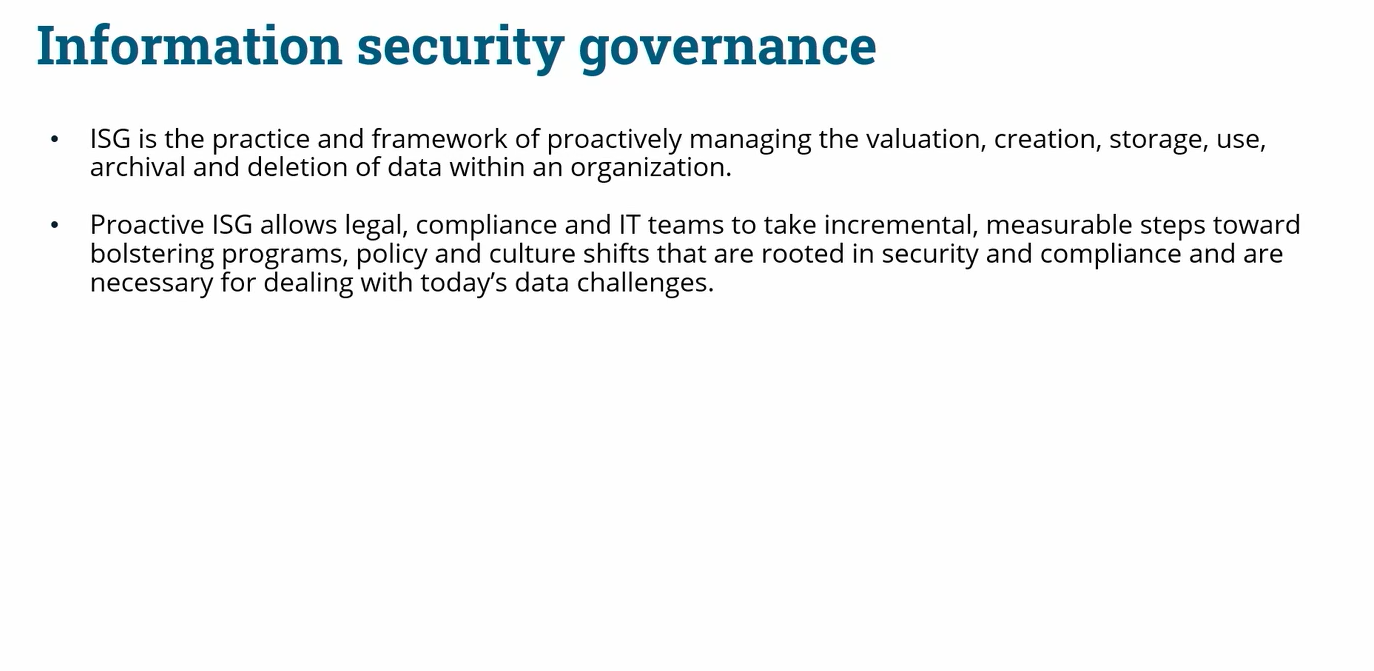 Information security governance
• ISG is the practice and framework of proactively managing the valuation, creation, storage, use,
archival and deletion of data within an organization.
• Proactive ISG allows legal, compliance and IT teams to take incremental, measurable steps toward
bolstering programs, policy and culture shifts that are rooted in security and compliance and are
necessary for dealing with today’s data challenges.